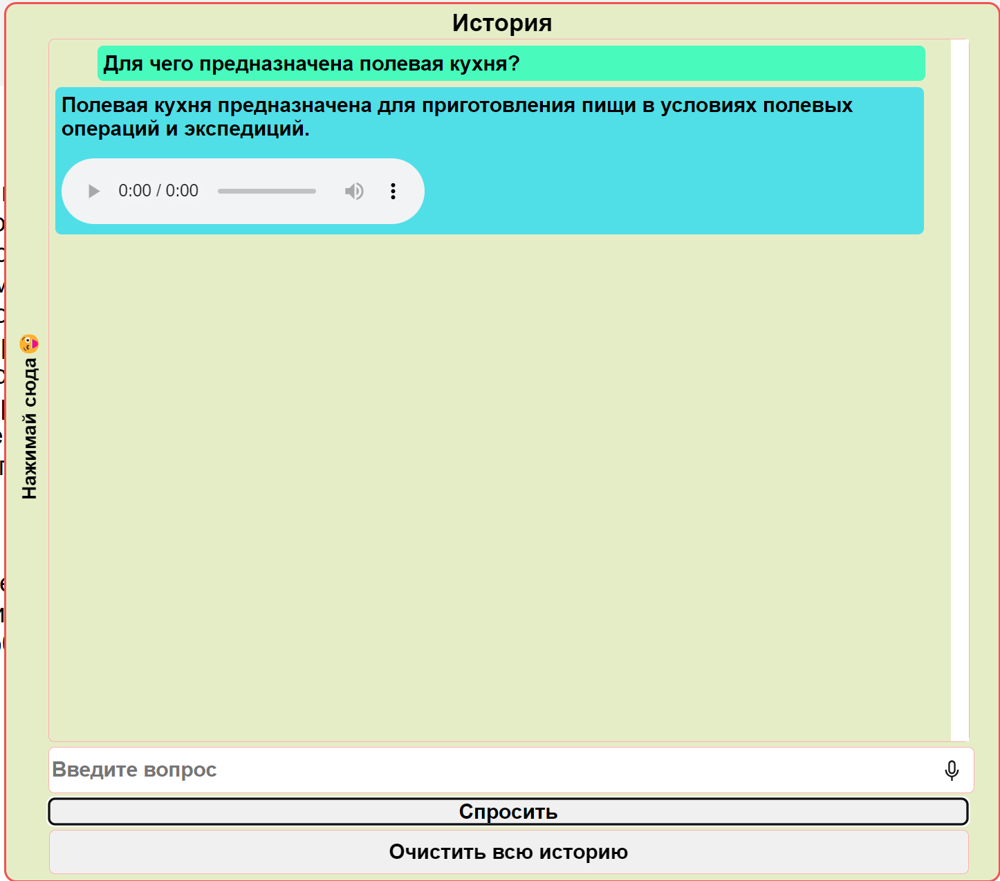 История
Для чего предназначена полевая кухня?
Полевая кухня предназначена для приготовления пищи в условиях полевых
операций и экспедиций.
0:00 / 0:00
Нажимай сюда
Введите вопрос
Спросить
Очистить всю историю